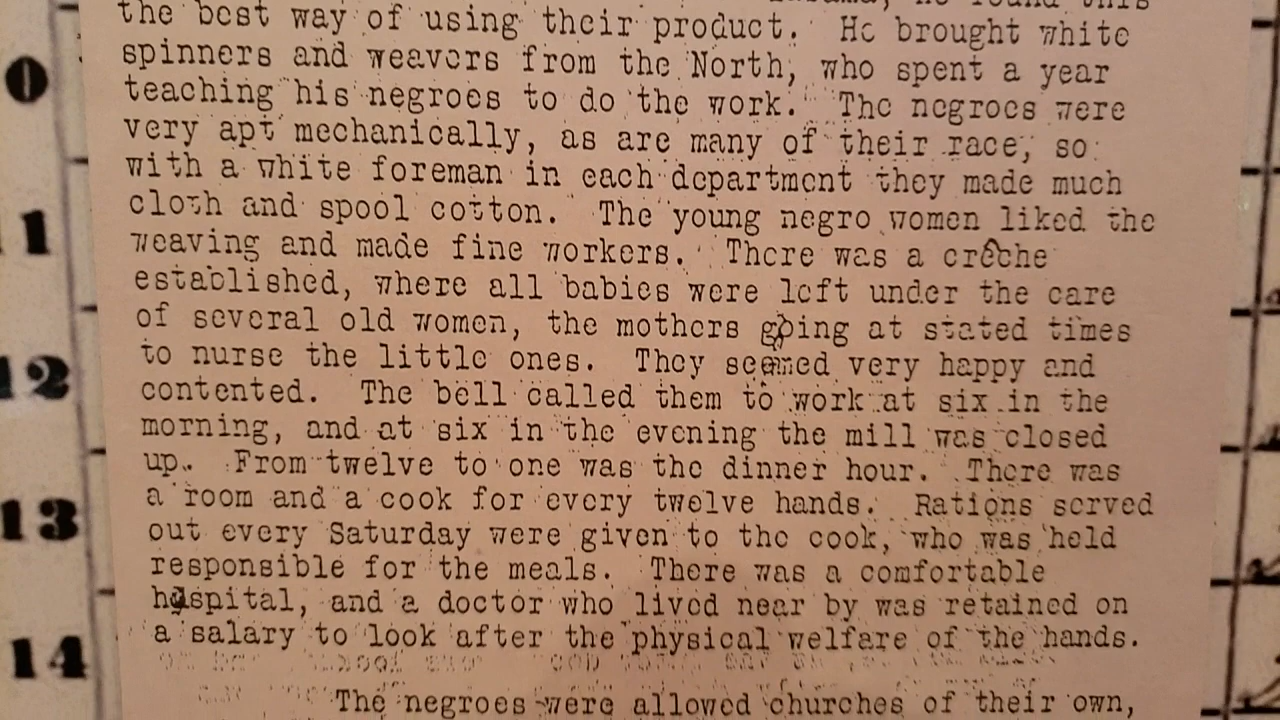 the best way of using their product. He brought white
spinners and weavers from the North, who spent a year
teaching his negroes to do the work. The negroes were
very apt mechanically, as are many of their race, so
with a white foreman in each department they made much
cloth and spool cotton. The young negro women liked the
weaving and made fine workers. There was a crêche
established, where all babies were left under the care
of several old women, the mothers going at stated times
to nurse the little ones. They seemed very happy and
contented. The bell called them to work at six in the
morning, and at six in the evening the mill was closed
up. From twelve to one was the dinner hour. There was
a room and a cook for every twelve hands. Rations served
out every Saturday were given to the cook, who was held
responsible for the meals. There was a comfortable
hospital, and a doctor who lived near by was retained on
a salary to look after the physical welfare of the hands.
The negroes were allowed churches of their own,
0
11
12
13
14